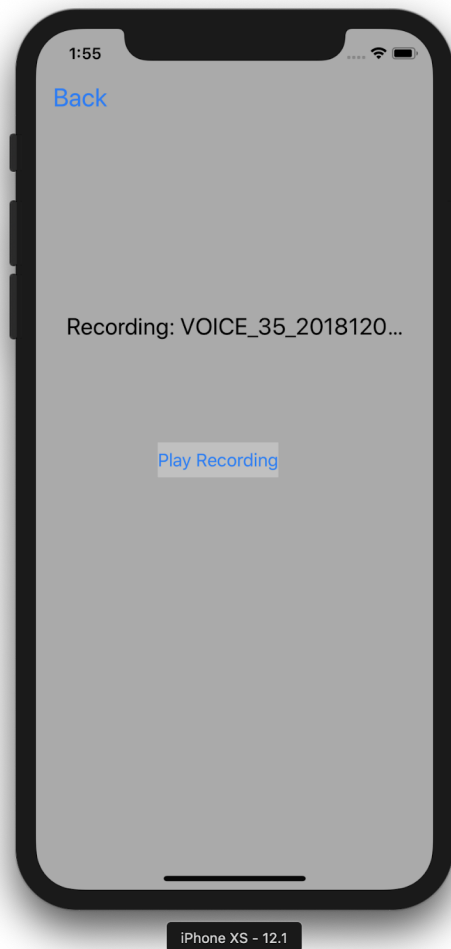 1:55
Back
Recording: VOICE_35_2018120...
Play Recording
iPhone XS - 12.1